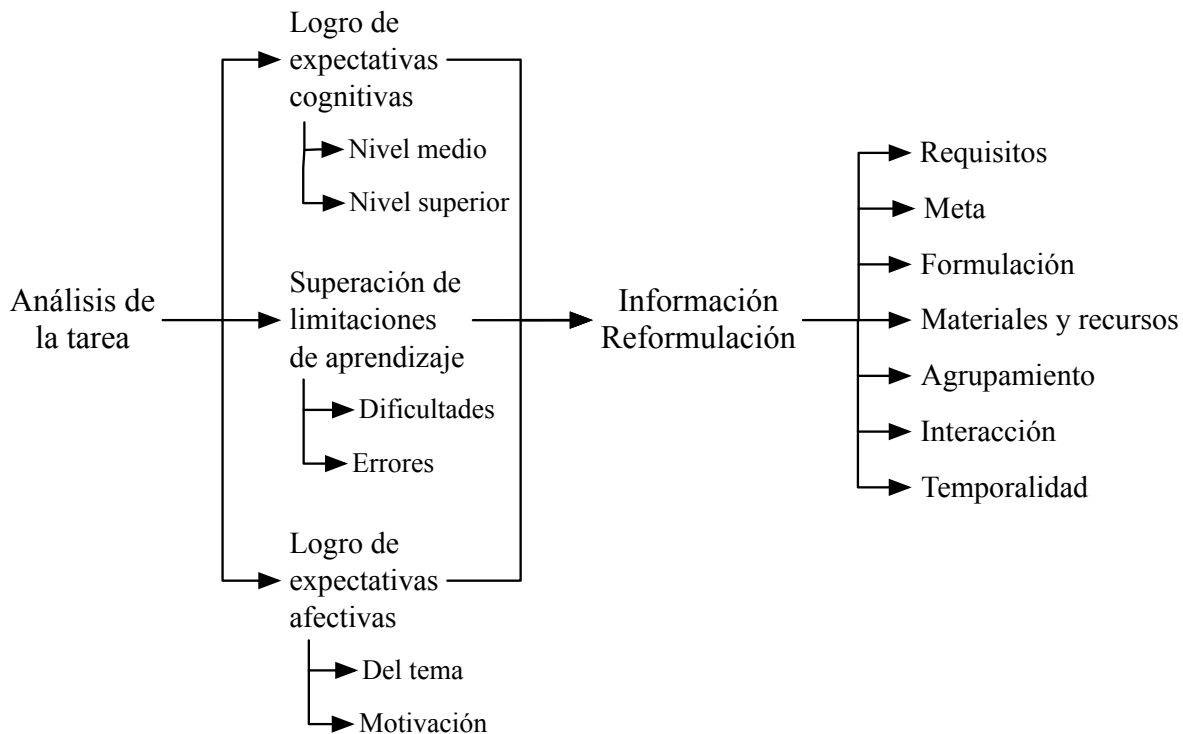 Análisis de
la tarea
Logro de
expectativas
cognitivas
Nivel medio
Nivel superior
Superación de
limitaciones
de aprendizaje
Dificultades
Errores
Logro de
expectativas
afectivas
Del tema
Motivación
Información
Reformulación
Requisitos
Meta
Formulación
Materiales y recursos
Agrupamiento
Interacción
Temporalidad